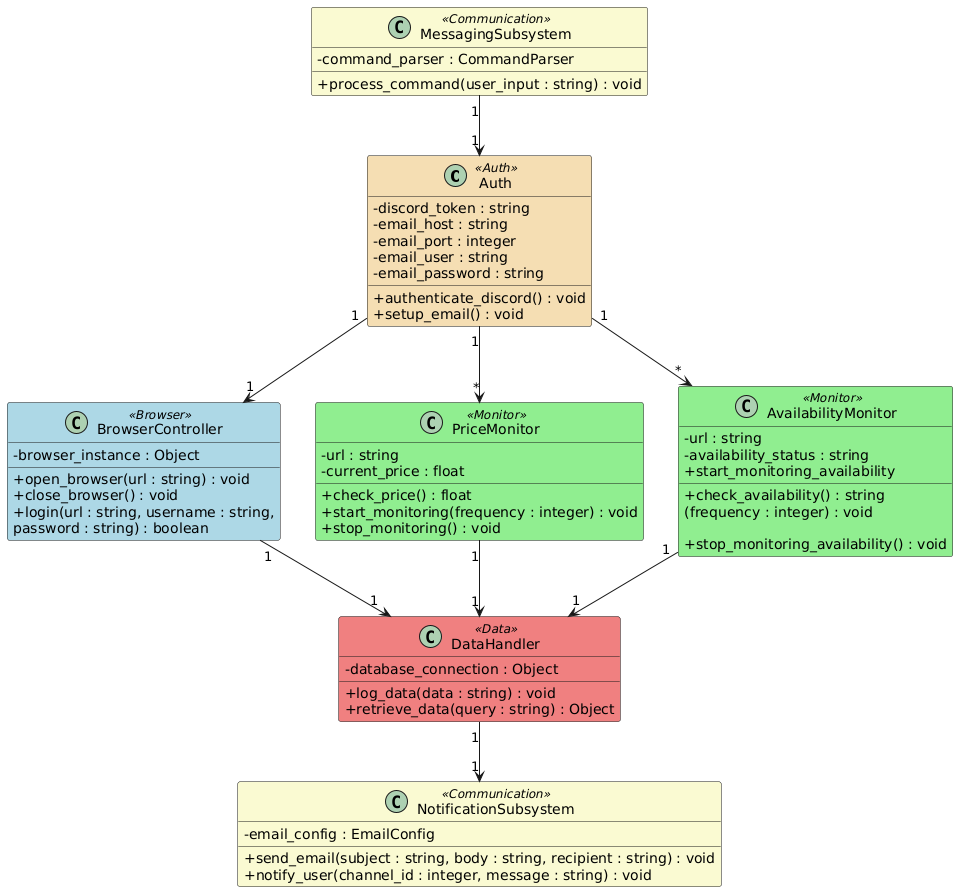 C «Communication»
MessagingSubsystem
-command_parser : CommandParser
+process_command(user_input : string) : void
1
1
C «Auth»
Auth
-discord_token : string
-email_host : string
-email_port : integer
-email_user : string
-email_password : string
+authenticate_discord() : void
+setup_email() : void
1 1 1
1 * *
C «Browser»
BrowserController
-browser_instance : Object
+open_browser(url : string) : void
+close_browser() : void
+login(url : string, username : string,
password : string) : boolean
C «Monitor»
PriceMonitor
-url : string
-current_price : float
+check_price() : float
+start_monitoring(frequency : integer) : void
+stop_monitoring() : void
C «Monitor»
AvailabilityMonitor
-url : string
-availability_status : string
+start_monitoring_availability
+check_availability() : string
(frequency : integer) : void
+stop_monitoring_availability() : void
1 1 1
1 1 1
C «Data»
DataHandler
-database_connection : Object
+log_data(data : string) : void
+retrieve_data(query : string) : Object
1
1
C «Communication»
NotificationSubsystem
-email_config : EmailConfig
+send_email(subject : string, body : string, recipient : string) : void
+notify_user(channel_id : integer, message : string) : void